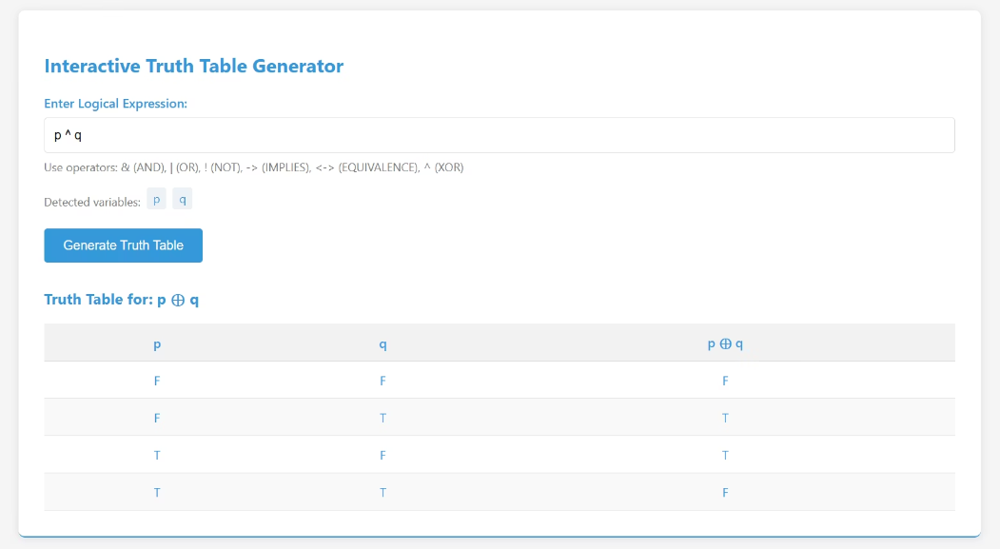 Interactive Truth Table Generator
Enter Logical Expression:
p ^ q
Use operators: & (AND), | (OR), ! (NOT), -> (IMPLIES), <-> (EQUIVALENCE), ^ (XOR)
Detected variables: p q
Generate Truth Table
Truth Table for: p ⊕ q
p q p ⊕ q
F F F
F T T
T F T
T T F